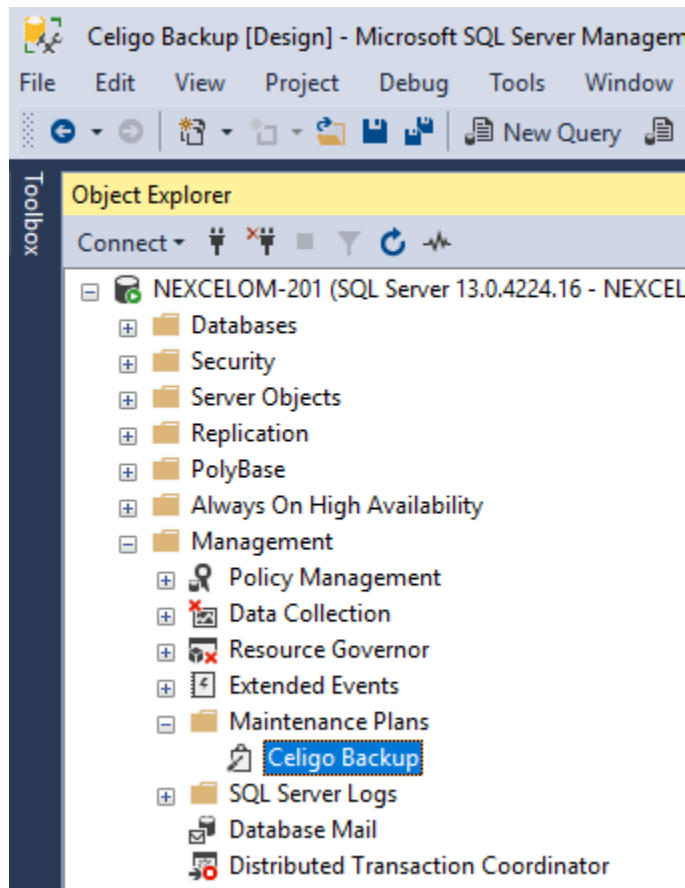 Celigo Backup [Design] - Microsoft SQL Server Managem
File Edit View Project Debug Tools Window
New Query
Toolbox
Object Explorer
Connect
NEXCELOM-201 (SQL Server 13.0.4224.16 - NEXCEL
Databases
Security
Server Objects
Replication
PolyBase
Always On High Availability
Management
Policy Management
Data Collection
Resource Governor
Extended Events
Maintenance Plans
Celigo Backup
SQL Server Logs
Database Mail
Distributed Transaction Coordinator